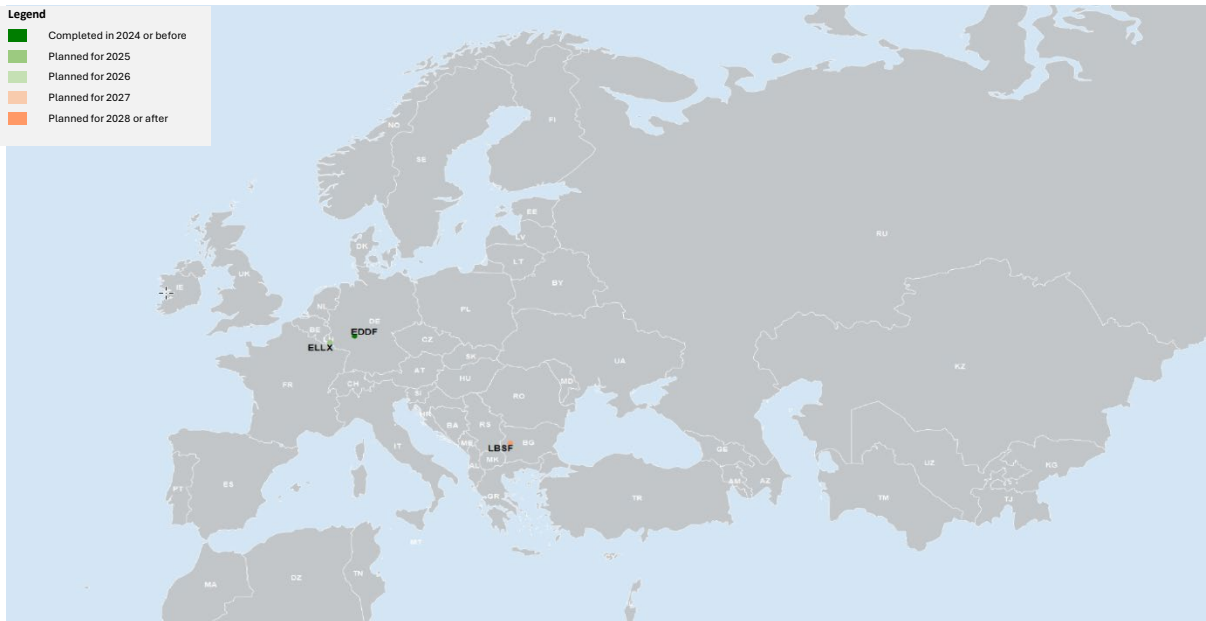 Legend
Completed in 2024 or before
Planned for 2025
Planned for 2026
Planned for 2027
Planned for 2028 or after
NO
FI
SE
EE
RU
LV
DK
LT
UK
BY
IE
NL
PL
DE
BE
EDDF
CZ
ELLX
SK
UA
KZ
AT
HU
MD
CH
FR
SI
RO
HR
BA
RS
IT
ME
BG
LBSF
GE
MK
UZ
KG
AM
AZ
PT
ES
GR
TR
TM
TJ
MT
MA
DZ
TN